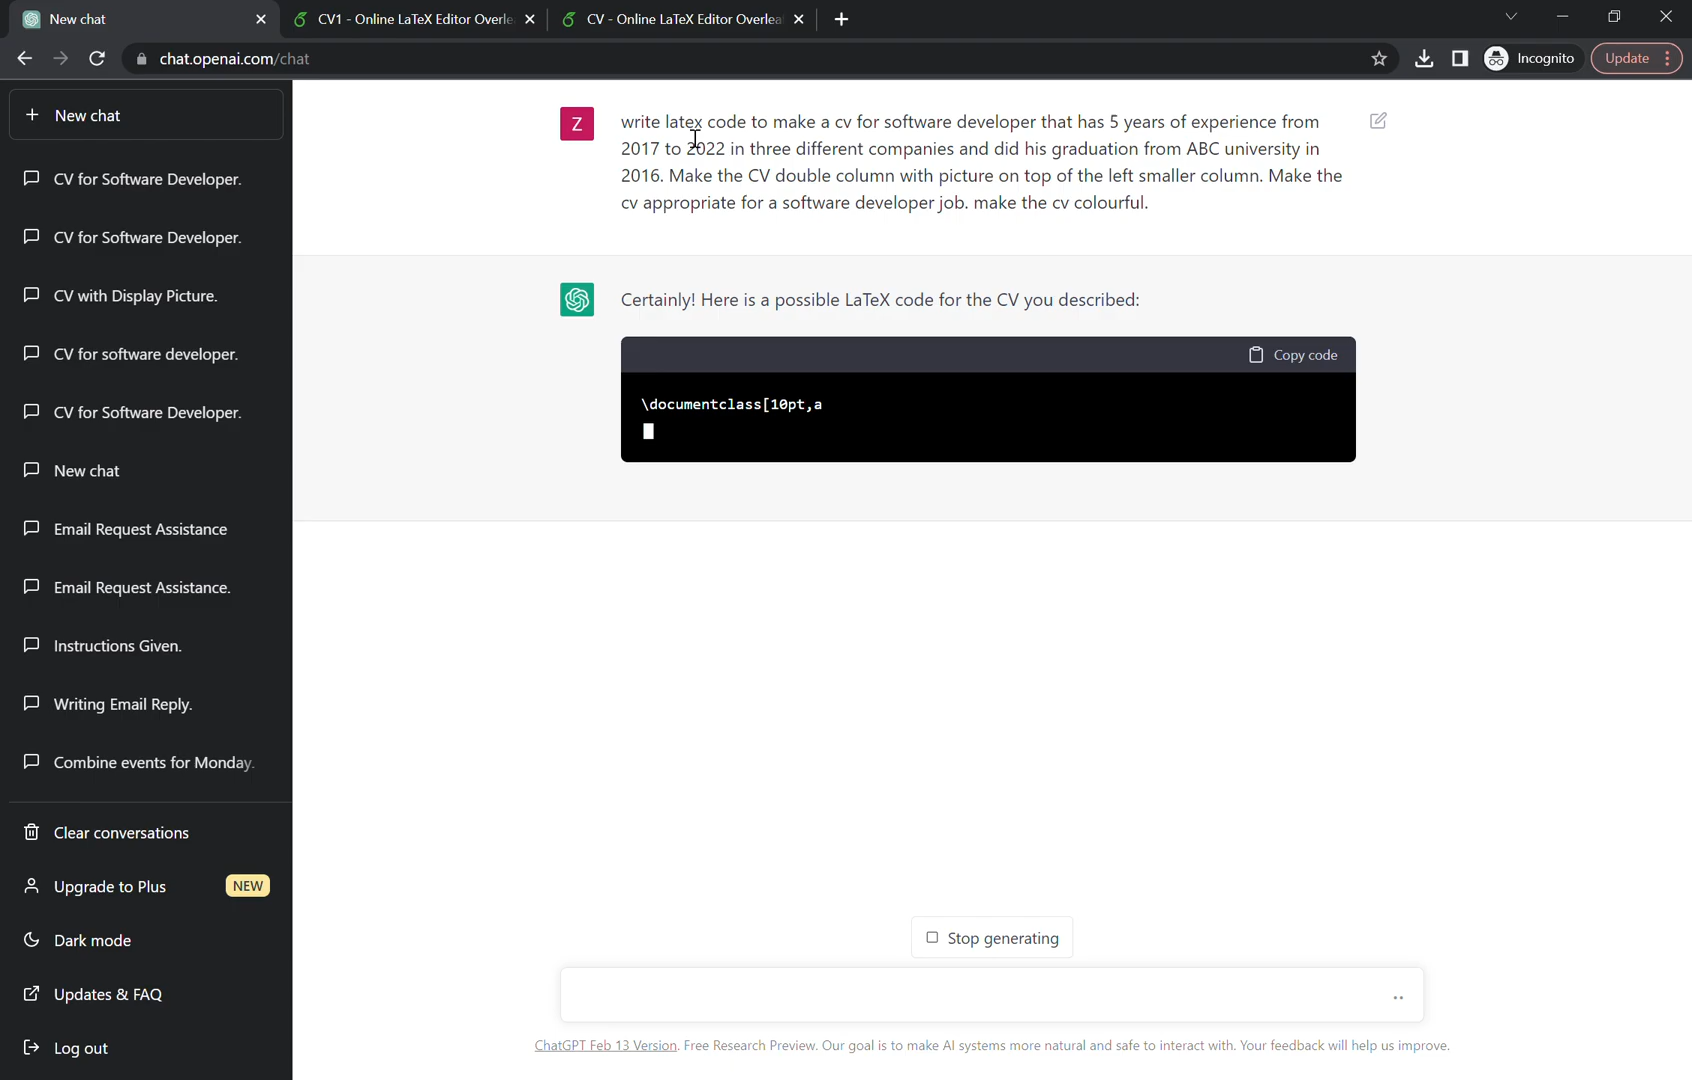 New chat
CV1 - Online LaTeX Editor Overle
CV - Online LaTeX Editor Overlea
chat.openai.com/chat
Incognito
Update
New chat
CV for Software Developer.
CV for Software Developer.
CV with Display Picture.
CV for software developer.
CV for Software Developer.
New chat
Email Request Assistance
Email Request Assistance.
Instructions Given.
Writing Email Reply.
Combine events for Monday.
Clear conversations
Upgrade to Plus
NEW
Dark mode
Updates & FAQ
Log out
Z
write latex code to make a cv for software developer that has 5 years of experience from
2017 to 2022 in three different companies and did his graduation from ABC university in
2016. Make the CV double column with picture on top of the left smaller column. Make the
cv appropriate for a software developer job. make the cv colourful.
Certainly! Here is a possible LaTeX code for the CV you described:
Copy code
\documentclass[10pt,a
Stop generating
ChatGPT Feb 13 Version. Free Research Preview. Our goal is to make AI systems more natural and safe to interact with. Your feedback will help us improve.